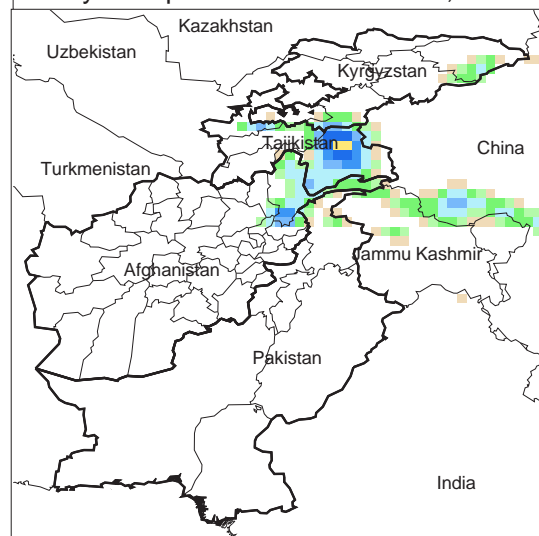 Kazakhstan
Uzbekistan
Kyrgyzstan
Tajikistan
China
Turkmenistan
Jammu Kashmir
Afghanistan
Pakistan
India